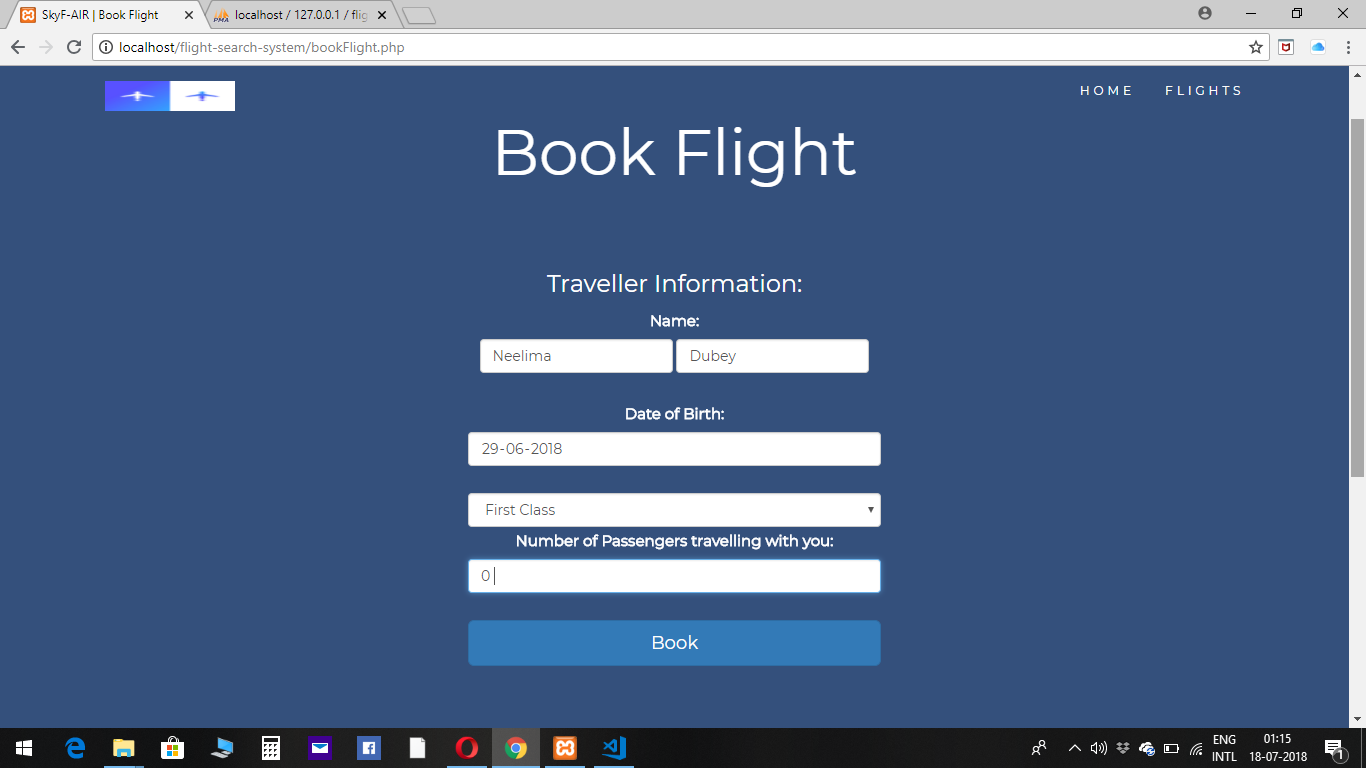 SkyF-AIR | Book Flight
localhost / 127.0.0.1 / flig
localhost/flight-search-system/bookFlight.php
HOME FLIGHTS
Book Flight
Traveller Information:
Name:
Neelima Dubey
Date of Birth:
29-06-2018
First Class
Number of Passengers travelling with you:
0
Book
ENG 01:15
INTL 18-07-2018
1